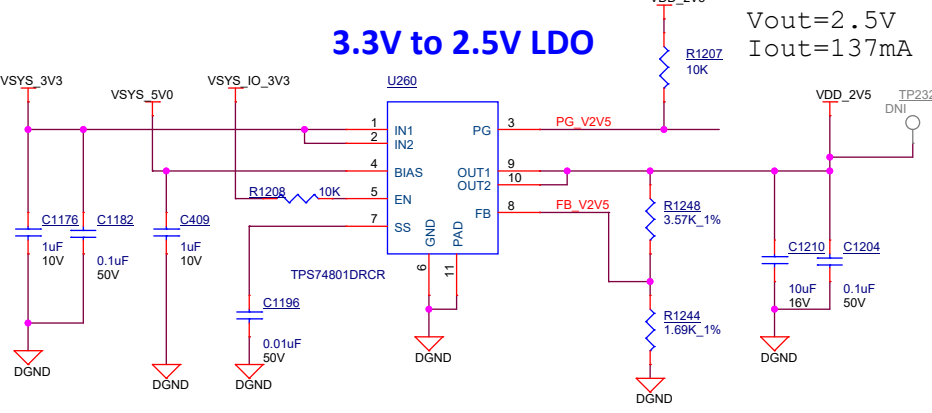 Vout=2.5V
Iout=137mA
3.3V to 2.5V LDO
R1207
10K
VSYS_3V3
VSYS_5V0
VSYS_IO_3V3
U260
VDD_2V5
TP232
DNI
1
IN1
2
IN2
PG
3
PG_V2V5
4
BIAS
OUT1
9
OUT2
10
R1208
10K
5
EN
FB
8
FB_V2V5
7
SS
GND
PAD
6
11
TPS74801DRCR
C1176
1uF
10V
C1182
0.1uF
50V
C409
1uF
10V
C1196
0.01uF
50V
R1248
3.57K_1%
R1244
1.69K_1%
C1210
10uF
16V
C1204
0.1uF
50V
DGND
DGND
DGND
DGND
DGND
DGND